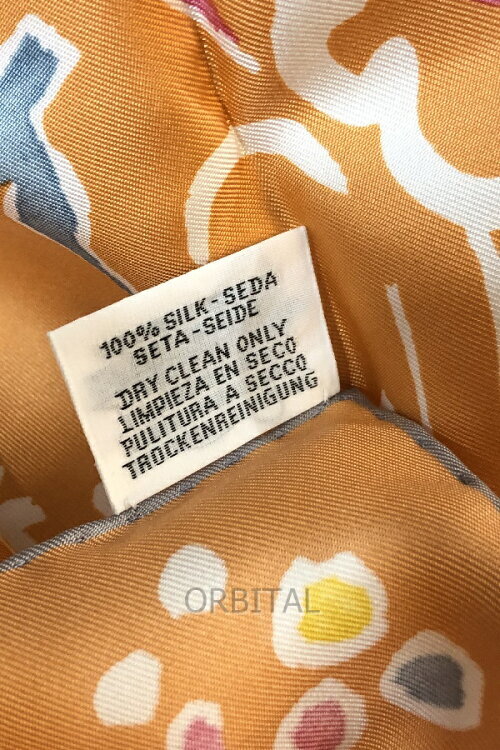 100% SILK-SEDA
SETA-SEIDE
DRY CLEAN ONLY
LIMPIEZA EN SECO
PULITURA A SECCO
TROCKENREINIGUNG
ORBITAL